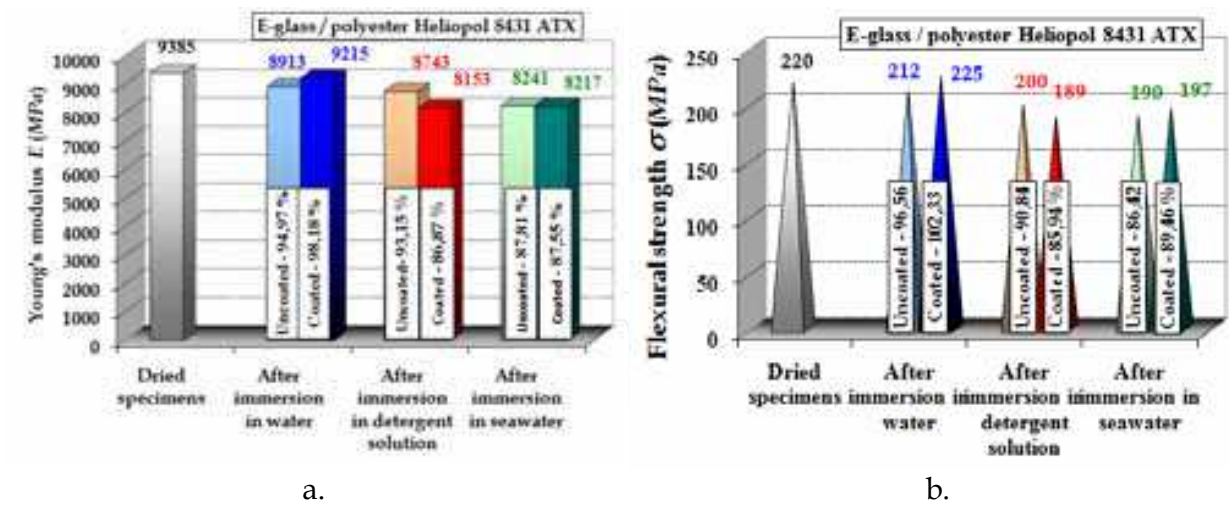 E-glass / polyester Heliopol 8431 ATX
Young's modulus E (MPa)
10000
9000
8000
7000
6000
5000
4000
3000
2000
1000
0
9385
8913
9215
8743
8153
8241
8217
Uncoated - 94,97 %
Coated - 98,18 %
Uncoated - 93,15 %
Coated - 86,87 %
Uncoated - 87,81 %
Coated - 87,55 %
Dried
specimens
After
immersion
in water
After
immersion
in detergent
solution
After
immersion
in seawater
a.
E-glass / polyester Heliopol 8431 ATX
Flexural strength σ (MPa)
250
200
150
100
50
0
220
212
225
200
189
190
197
Uncoated - 96,56
Coated - 102,33
Uncoated - 90,84
Coated - 85,94 %
Uncoated - 86,42
Coated - 89,46 %
Dried
specimens
After
immersion in
water
After
immersion in
detergent
solution
After
immersion in
seawater
b.